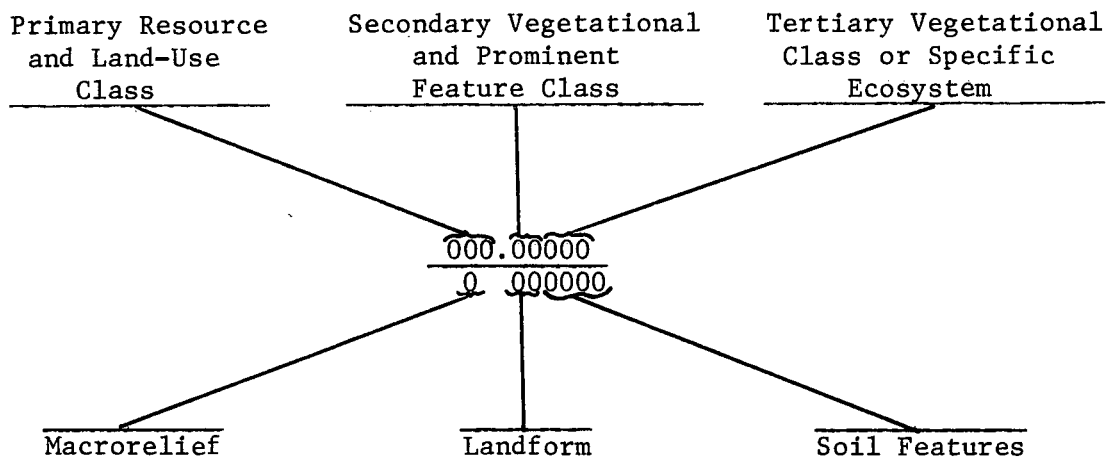 Primary Resource
and Land-Use
Class
Secondary Vegetational
and Prominent
Feature Class
Tertiary Vegetational
Class or Specific
Ecosystem
000.00000
0 000000
Macrorelief
Landform
Soil Features